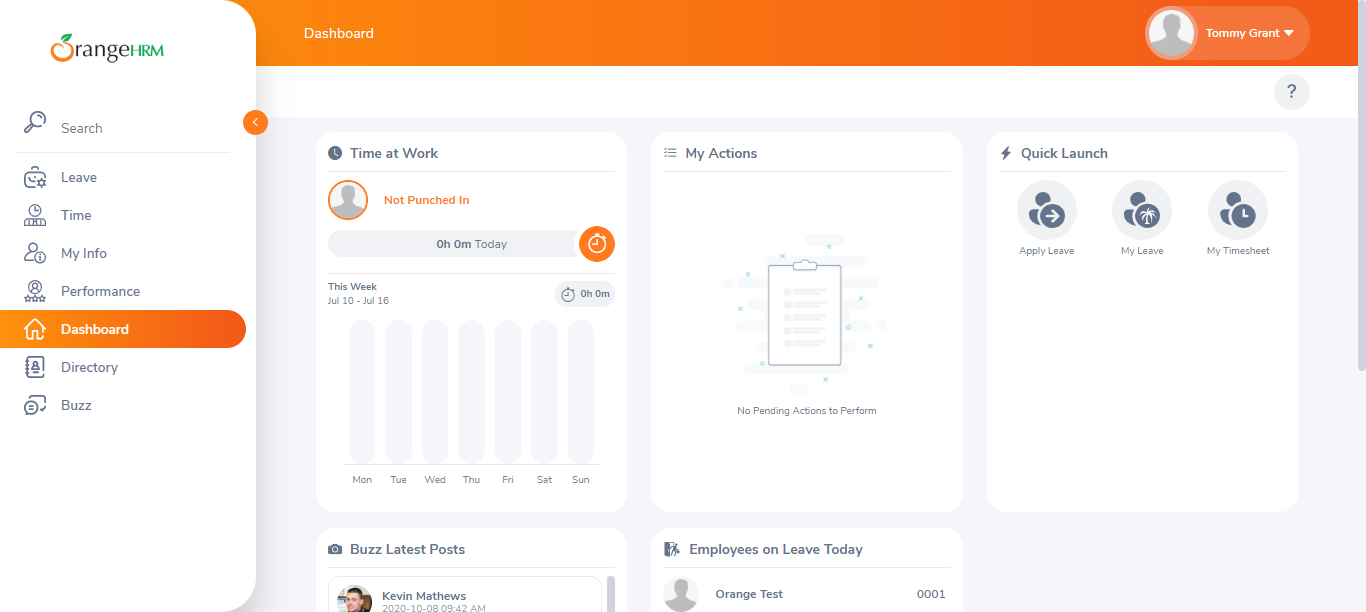 OrangeHRM
Dashboard
Tommy Grant
?
Search
Leave
Time
My Info
Performance
Dashboard
Directory
Buzz
Time at Work
Not Punched In
0h 0m Today
This Week
Jul 10 - Jul 16
0h 0m
Mon Tue Wed Thu Fri Sat Sun
My Actions
No Pending Actions to Perform
Quick Launch
Apply Leave
My Leave
My Timesheet
Buzz Latest Posts
Kevin Mathews
2020-10-08 09:42 AM
Employees on Leave Today
Orange Test 0001